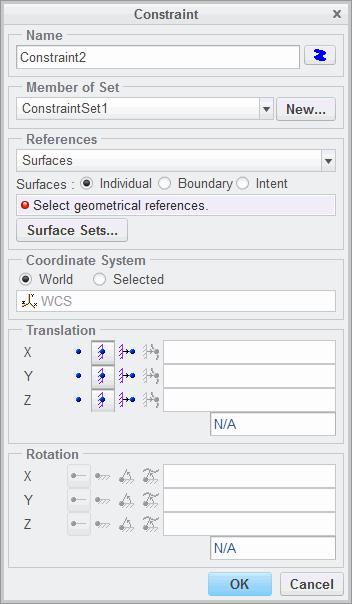 Constraint x
Name
Constraint2
Member of Set
ConstraintSet1 New...
References
Surfaces
Surfaces : Individual Boundary Intent
Select geometrical references.
Surface Sets...
Coordinate System
World Selected
WCS
Translation
X
Y
Z
N/A
Rotation
X
Y
Z
N/A
OK Cancel